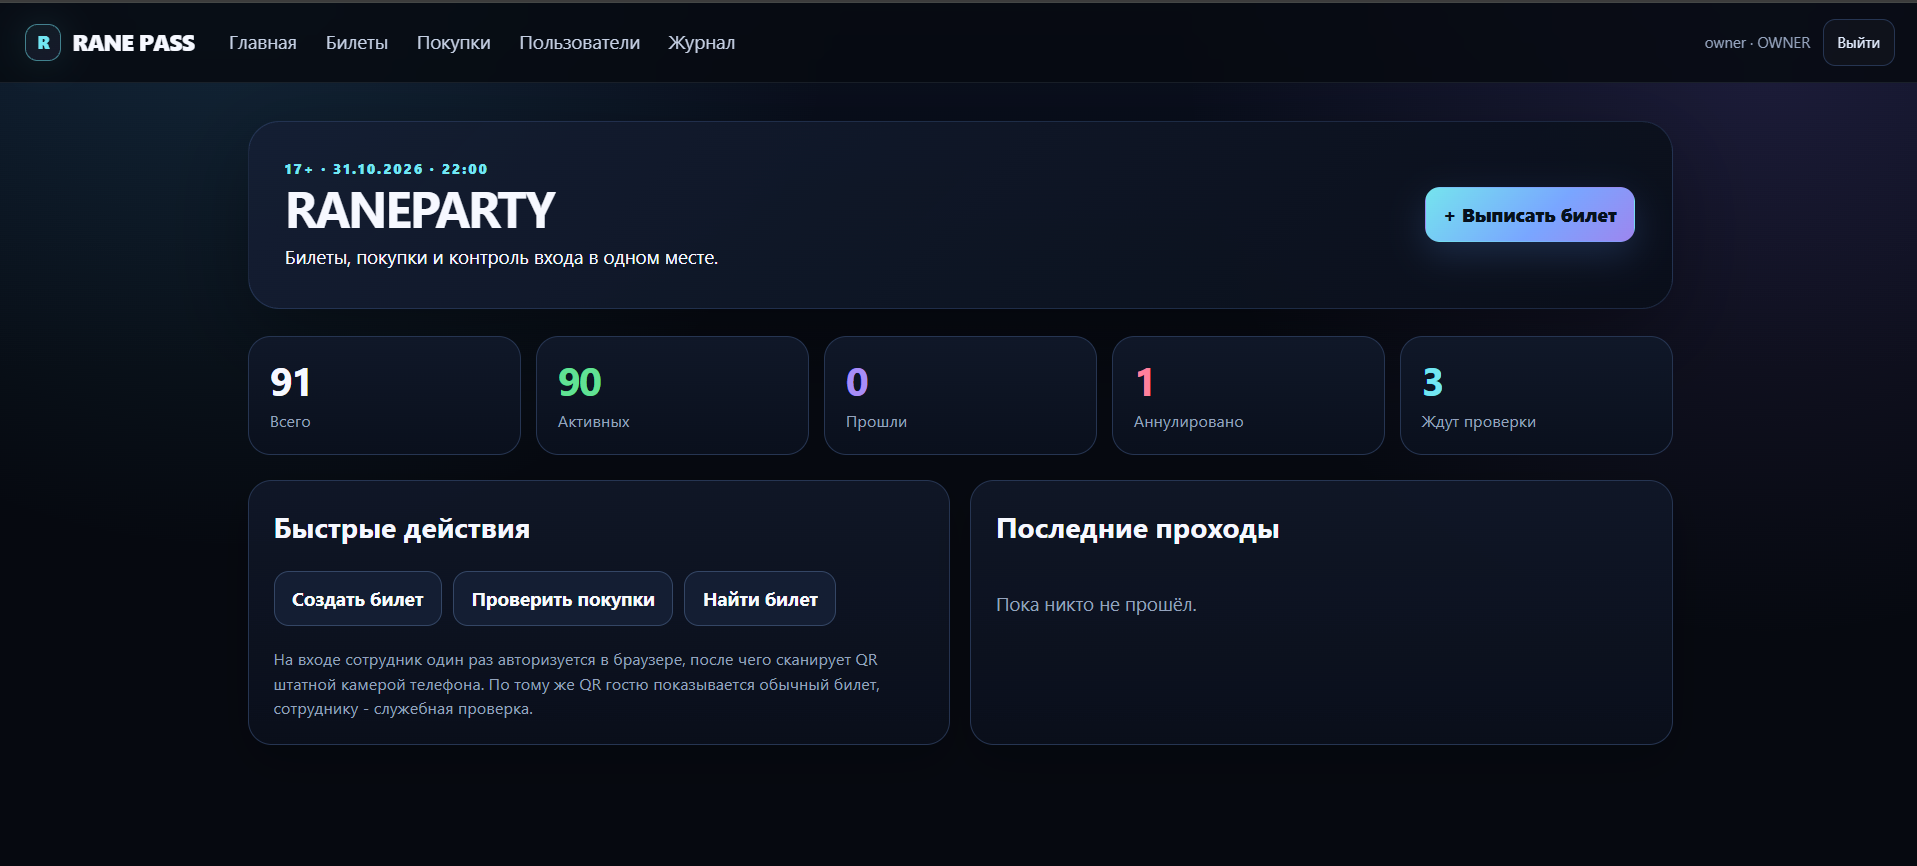 R RANE PASS Главная Билеты Покупки Пользователи Журнал owner · OWNER Выйти
17+ · 31.10.2026 · 22:00
RANEPARTY
Билеты, покупки и контроль входа в одном месте.
+ Выписать билет
91
Всего
90
Активных
0
Прошли
1
Аннулировано
3
Ждут проверки
Быстрые действия
Создать билет Проверить покупки Найти билет
На входе сотрудник один раз авторизуется в браузере, после чего сканирует QR
штатной камерой телефона. По тому же QR гостю показывается обычный билет,
сотруднику - служебная проверка.
Последние проходы
Пока никто не прошёл.